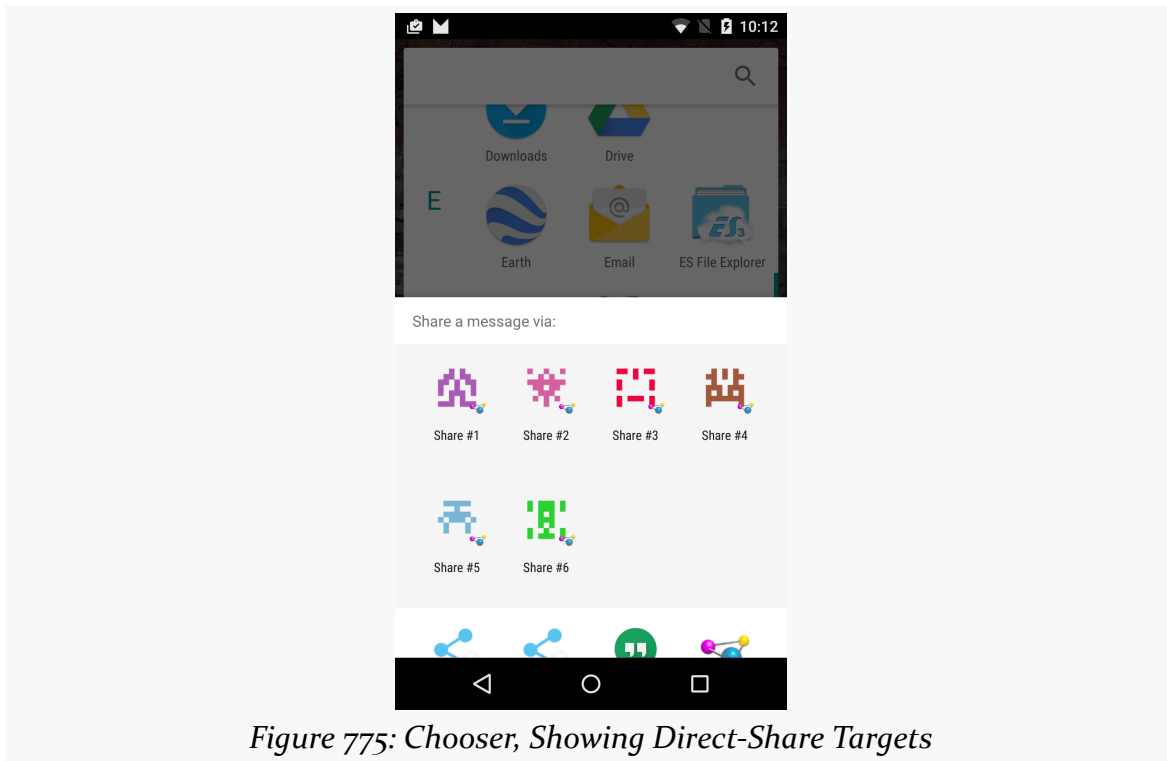 10:12
Downloads Drive
E
@
Earth Email ES File Explorer
ES3
Share a message via:
Share #1 Share #2 Share #3 Share #4
Share #5 Share #6
Figure 775: Chooser, Showing Direct-Share Targets